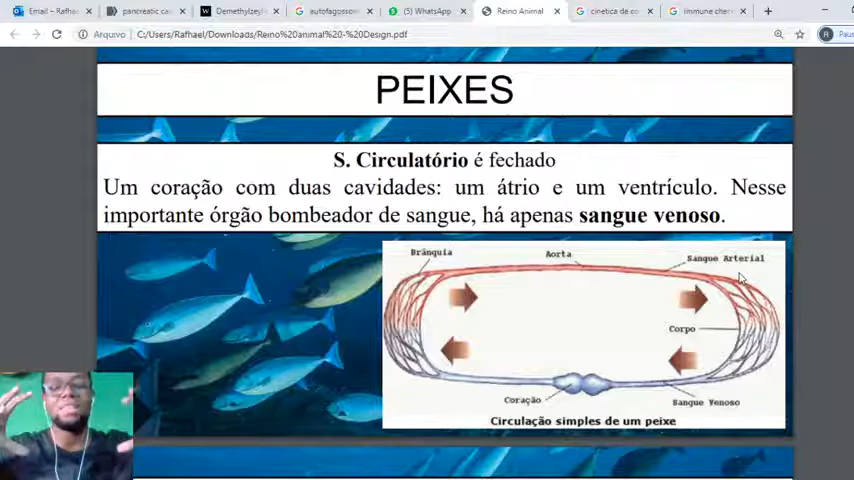 Email – Rafhae
pancreatic ca
Demethylzeyl
autofagossom
(5) WhatsApp
Reino Animal
cinetica de co
immune check
Arquivo
C:/Users/Rafhael/Downloads/Reino%20animal%20-%20Design.pdf
R
Paus
PEIXES
S. Circulatório é fechado
Um coração com duas cavidades: um átrio e um ventrículo. Nesse
importante órgão bombeador de sangue, há apenas sangue venoso.
Brânquia
Aorta
Sangue Arterial
Corpo
Coração
Sangue Venoso
Circulação simples de um peixe